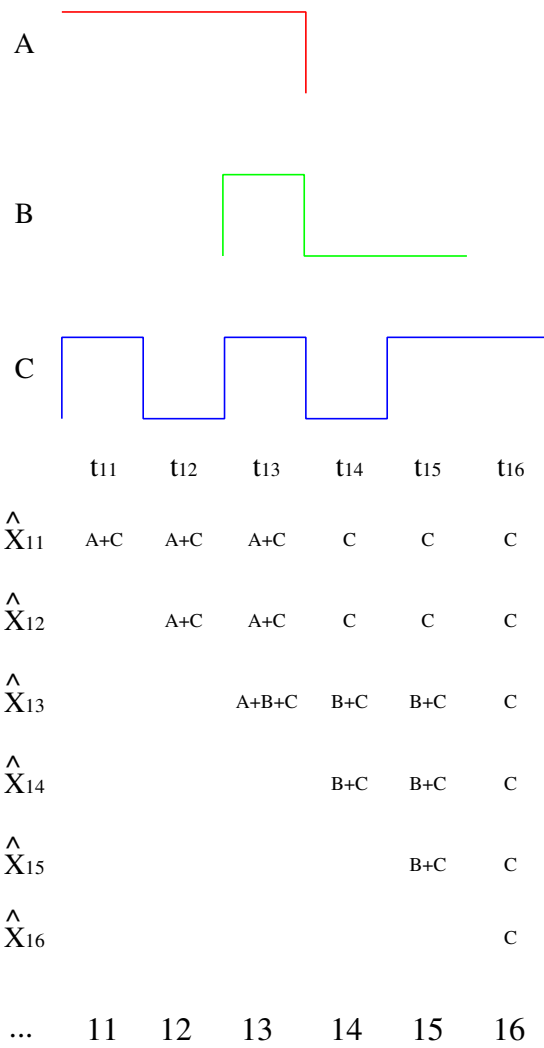 A
B
C
t11 t12 t13 t14 t15 t16
X̂11 A+C A+C A+C C C C
X̂12 A+C A+C C C C
X̂13 A+B+C B+C B+C C
X̂14 B+C B+C C
X̂15 B+C C
X̂16 C
... 11 12 13 14 15 16